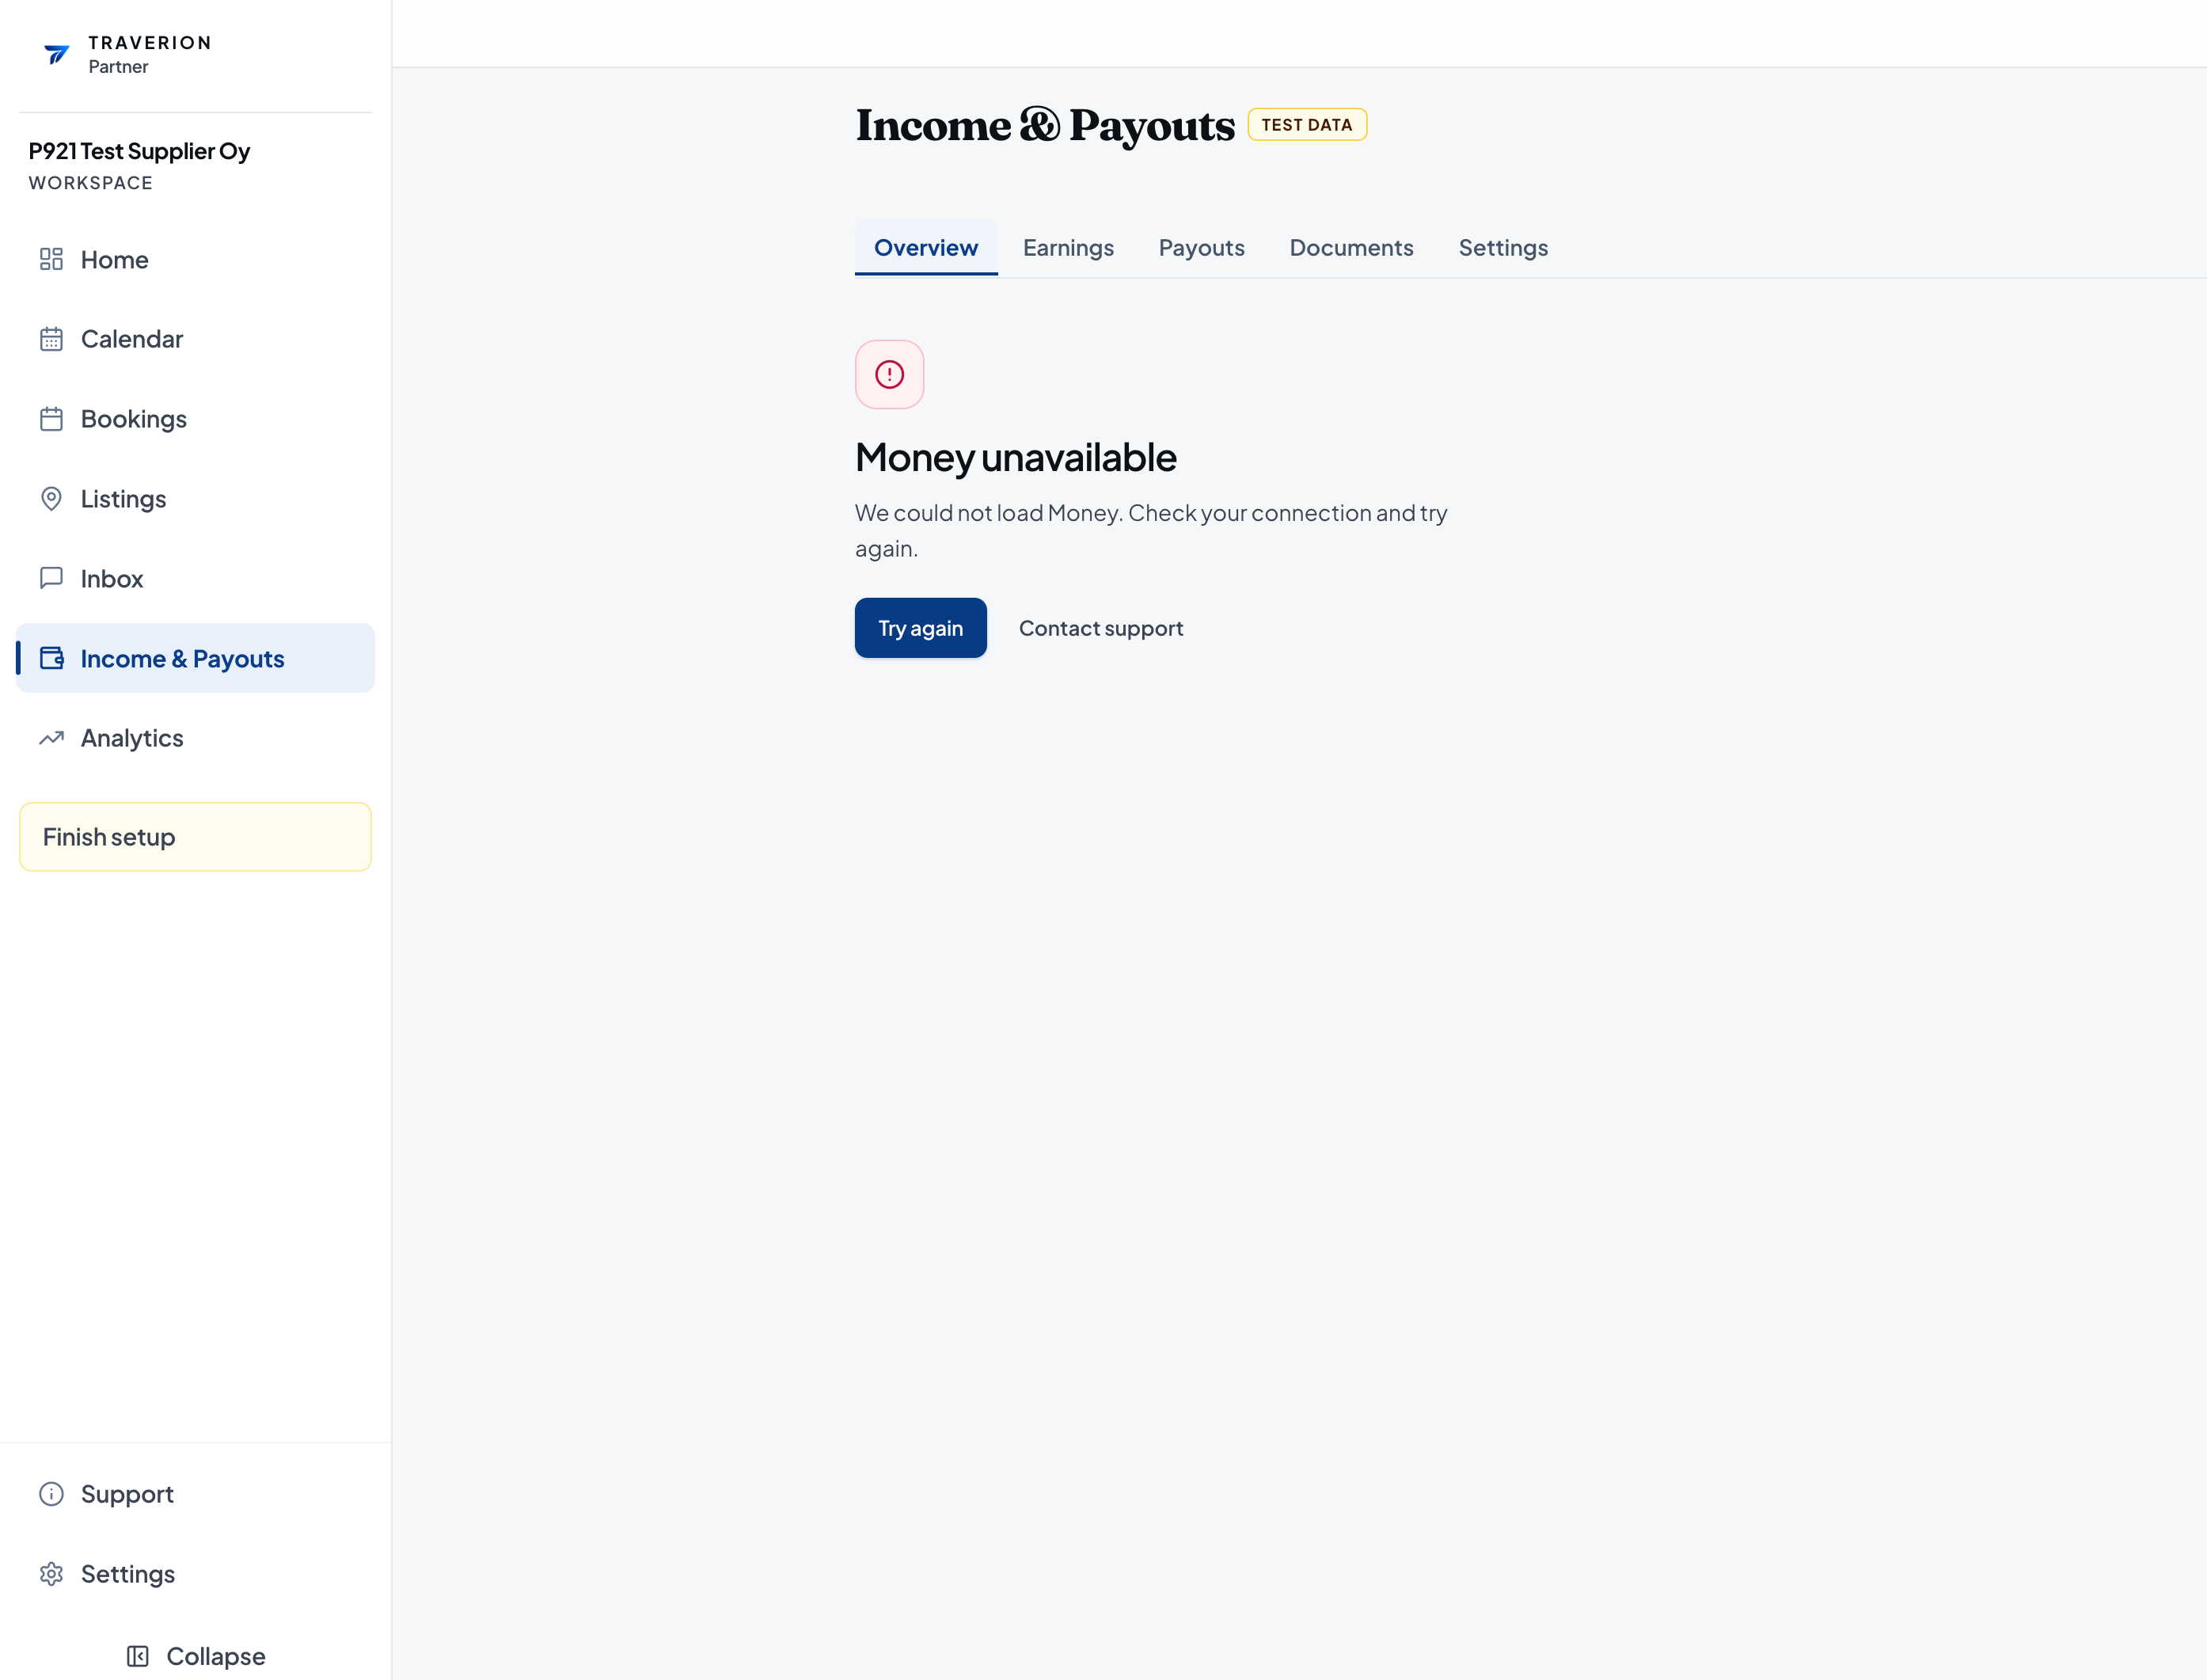 TRAVERION
Partner
P921 Test Supplier Oy
WORKSPACE
Home
Calendar
Bookings
Listings
Inbox
Income & Payouts
Analytics
Finish setup
Support
Settings
Collapse
Income & Payouts TEST DATA
Overview Earnings Payouts Documents Settings
Money unavailable
We could not load Money. Check your connection and try
again.
Try again Contact support